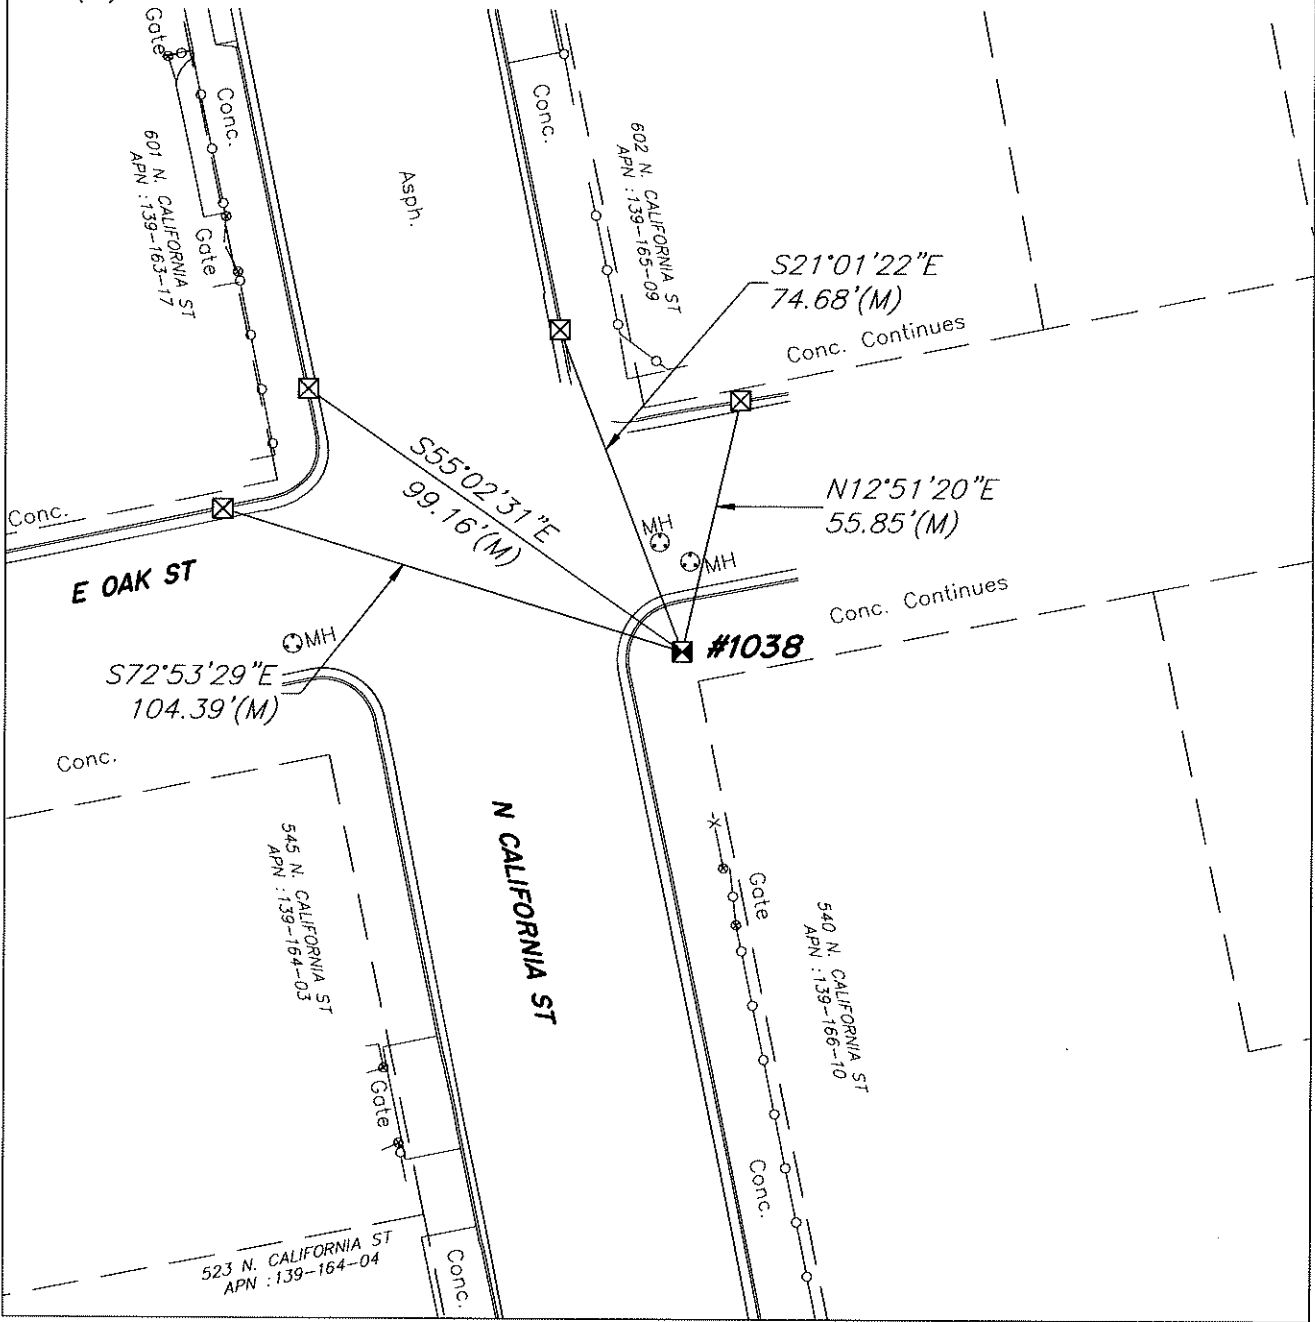 Gate
Conc.
601 N. CALIFORNIA ST
APN :139-163-17
Gate
Asph.
Conc.
602 N. CALIFORNIA ST
APN :139-165-09
S21°01'22"E
74.68'(M)
Conc. Continues
S55°02'31"E
99.16'(M)
N12°51'20"E
55.85'(M)
Conc.
E OAK ST
MH
MH
MH
Conc. Continues
#1038
S72°53'29"E
104.39'(M)
Conc.
545 N. CALIFORNIA ST
APN :139-164-03
N CALIFORNIA ST
X
Gate
540 N. CALIFORNIA ST
APN :139-166-10
Gate
Conc.
523 N. CALIFORNIA ST
APN :139-164-04
Conc.